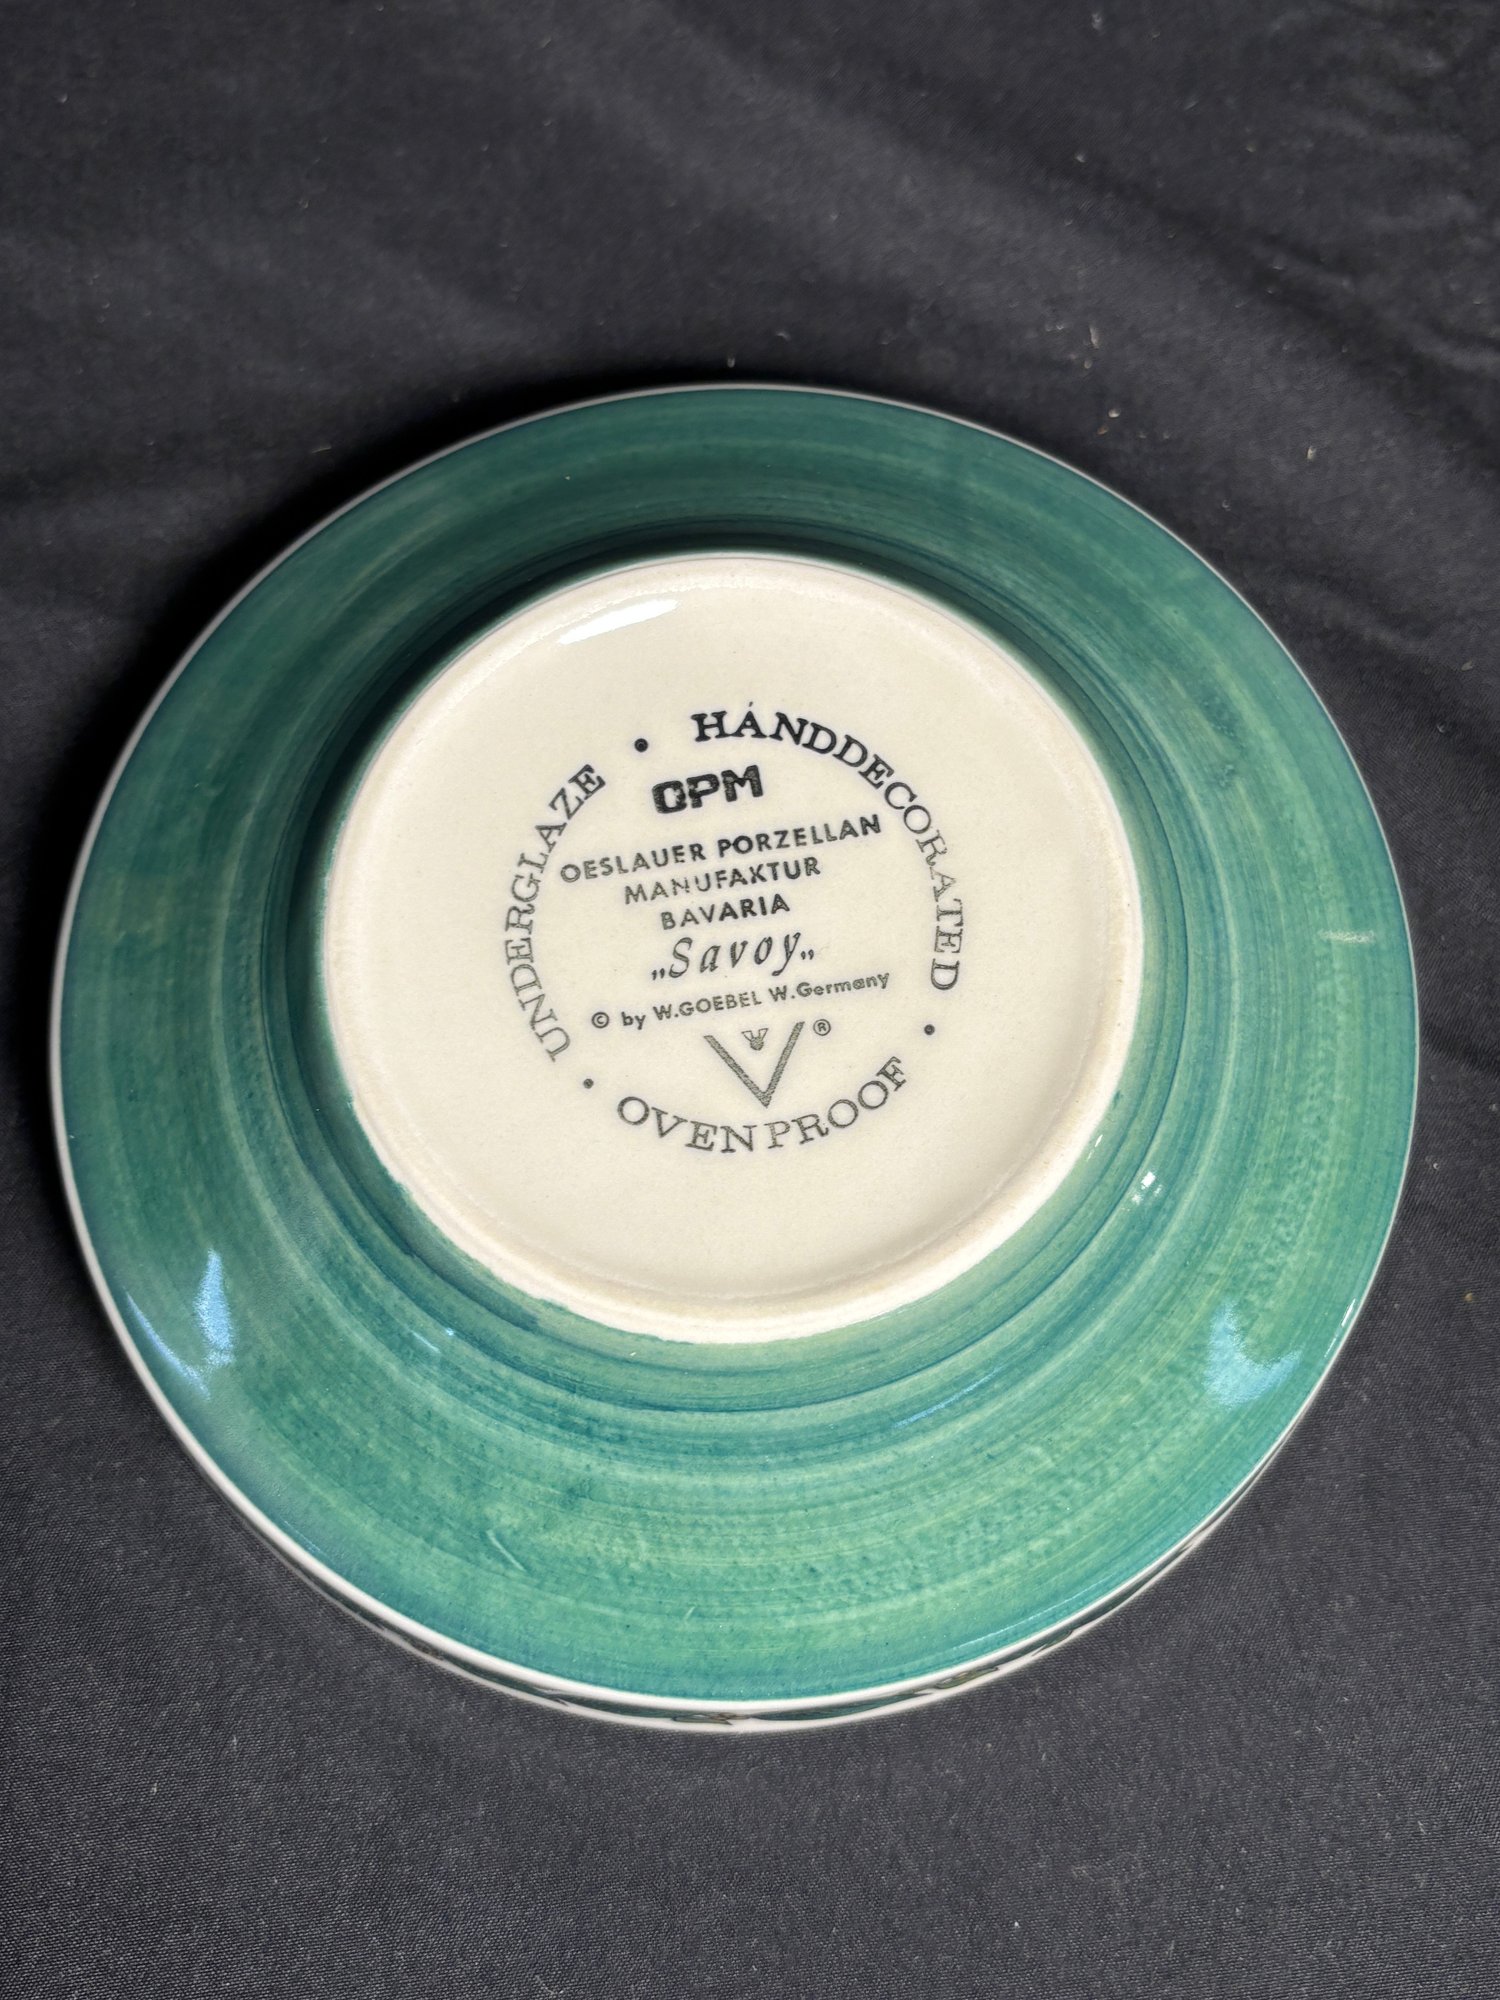 UNDERGLAZE • HANDDECORATED • OVENPROOF •
OPM
OESLAUER PORZELLAN
MANUFAKTUR
BAVARIA
„Savoy„
© by W.GOEBEL W.Germany
®